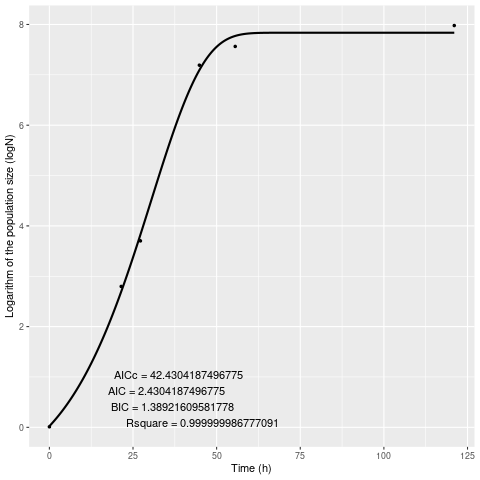 8
6
4
2
0
Logarithm of the population size (logN)
AICc = 42.4304187496775
AIC = 2.4304187496775
BIC = 1.38921609581778
Rsquare = 0.999999986777091
0
25
50
75
100
125
Time (h)